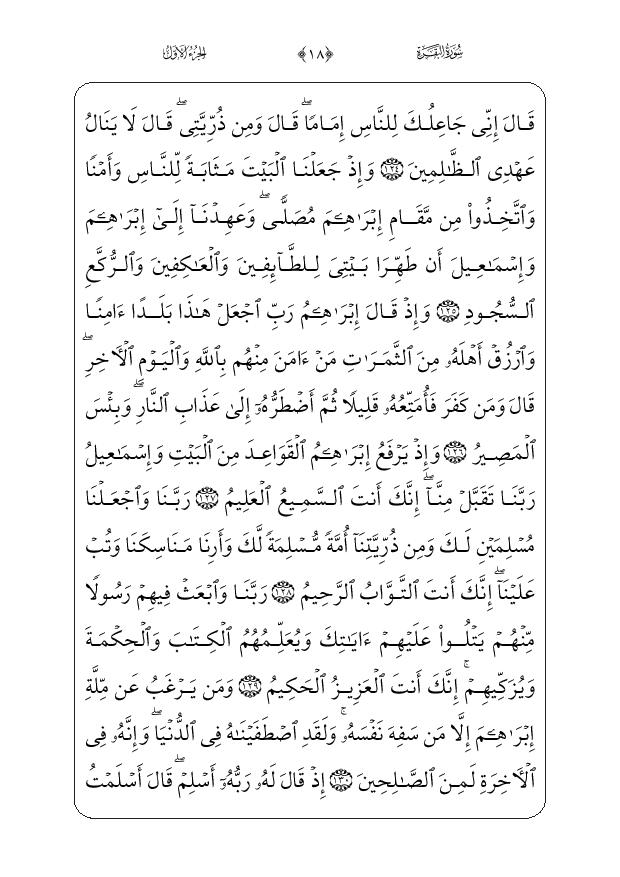 سُورَةُ البَقَرَةِ ﴿١٨﴾ الجُزءُ الأَوَّلُ
قَالَ إِنِّي جَاعِلُكَ لِلنَّاسِ إِمَامٗاۖ قَالَ وَمِن ذُرِّيَّتِيۖ قَالَ لَا يَنَالُ
عَهۡدِي ٱلظَّٰلِمِينَ ١٢٤ وَإِذۡ جَعَلۡنَا ٱلۡبَيۡتَ مَثَابَةٗ لِّلنَّاسِ وَأَمۡنٗا
وَٱتَّخِذُواْ مِن مَّقَامِ إِبۡرَٰهِـۧمَ مُصَلّٗىۖ وَعَهِدۡنَآ إِلَىٰٓ إِبۡرَٰهِـۧمَ
وَإِسۡمَٰعِيلَ أَن طَهِّرَا بَيۡتِيَ لِلطَّآئِفِينَ وَٱلۡعَٰكِفِينَ وَٱلرُّكَّعِ
ٱلسُّجُودِ ١٢٥ وَإِذۡ قَالَ إِبۡرَٰهِـۧمُ رَبِّ ٱجۡعَلۡ هَٰذَا بَلَدًا ءَامِنٗا
وَٱرۡزُقۡ أَهۡلَهُۥ مِنَ ٱلثَّمَرَٰتِ مَنۡ ءَامَنَ مِنۡهُم بِٱللَّهِ وَٱلۡيَوۡمِ ٱلۡأٓخِرِۚ
قَالَ وَمَن كَفَرَ فَأُمَتِّعُهُۥ قَلِيلٗا ثُمَّ أَضۡطَرُّهُۥٓ إِلَىٰ عَذَابِ ٱلنَّارِۖ وَبِئۡسَ
ٱلۡمَصِيرُ ١٢٦ وَإِذۡ يَرۡفَعُ إِبۡرَٰهِـۧمُ ٱلۡقَوَاعِدَ مِنَ ٱلۡبَيۡتِ وَإِسۡمَٰعِيلُ
رَبَّنَا تَقَبَّلۡ مِنَّآۖ إِنَّكَ أَنتَ ٱلسَّمِيعُ ٱلۡعَلِيمُ ١٢٧ رَبَّنَا وَٱجۡعَلۡنَا
مُسۡلِمَيۡنِ لَكَ وَمِن ذُرِّيَّتِنَآ أُمَّةٗ مُّسۡلِمَةٗ لَّكَ وَأَرِنَا مَنَاسِكَنَا وَتُبۡ
عَلَيۡنَآۖ إِنَّكَ أَنتَ ٱلتَّوَّابُ ٱلرَّحِيمُ ١٢٨ رَبَّنَا وَٱبۡعَثۡ فِيهِمۡ رَسُولٗا
مِّنۡهُمۡ يَتۡلُواْ عَلَيۡهِمۡ ءَايَٰتِكَ وَيُعَلِّمُهُمُ ٱلۡكِتَٰبَ وَٱلۡحِكۡمَةَ
وَيُزَكِّيهِمۡۚ إِنَّكَ أَنتَ ٱلۡعَزِيزُ ٱلۡحَكِيمُ ١٢٩ وَمَن يَرۡغَبُ عَن مِّلَّةِ
إِبۡرَٰهِـۧمَ إِلَّا مَن سَفِهَ نَفۡسَهُۥۚ وَلَقَدِ ٱصۡطَفَيۡنَٰهُ فِي ٱلدُّنۡيَاۖ وَإِنَّهُۥ فِي
ٱلۡأٓخِرَةِ لَمِنَ ٱلصَّٰلِحِينَ ١٣٠ إِذۡ قَالَ لَهُۥ رَبُّهُۥٓ أَسۡلِمۡۖ قَالَ أَسۡلَمۡتُ